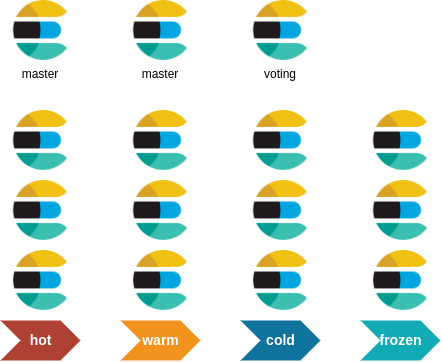 master
master
voting
hot
warm
cold
frozen